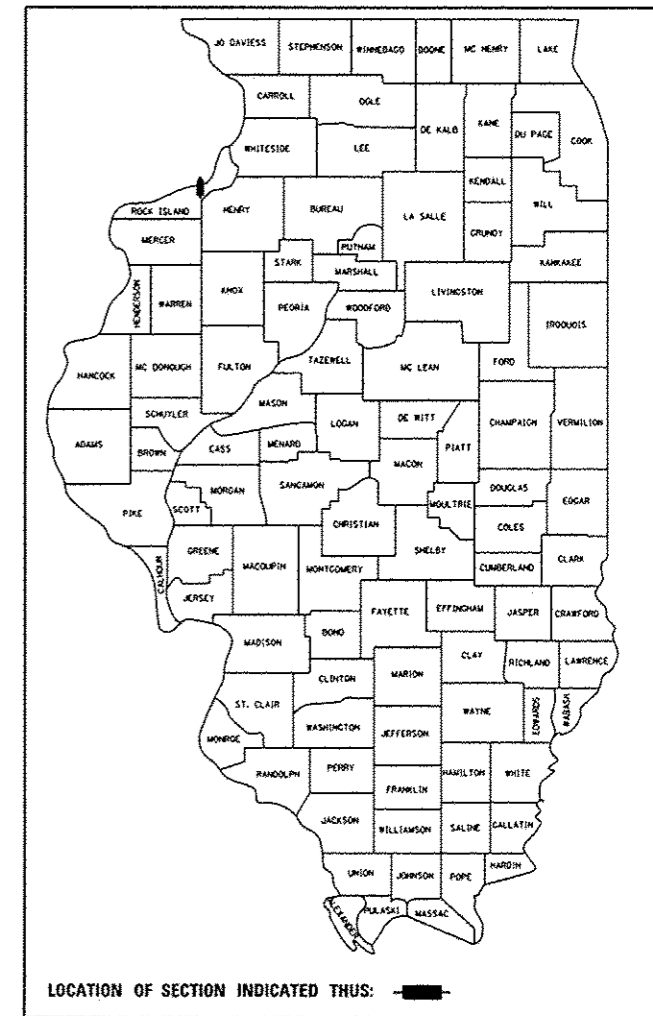 JO DAVIESS STEPHENSON WINNEBAGO BOONE MC HENRY LAKE
CARROLL OGLE DE KALB KANE DU PAGE COOK
WHITESIDE LEE KENDALL WILL
ROCK ISLAND HENRY BUREAU LA SALLE GRUNDY
MERCER PUTNAM KANKAKEE
HENDERSON WARREN KNOX STARK MARSHALL LIVINGSTON
PEORIA WOODFORD IROQUOIS
HANCOCK MC DONOUGH FULTON TAZEWELL MC LEAN FORD
SCHUYLER MASON LOGAN DE WITT CHAMPAIGN VERMILION
ADAMS BROWN CASS MENARD MACON PIATT
PIKE SCOTT MORGAN SANGAMON MOULTRIE DOUGLAS EDGAR
CHRISTIAN COLES
CALHOUN GREENE MACOUPIN MONTGOMERY SHELBY CUMBERLAND CLARK
JERSEY FAYETTE EFFINGHAM JASPER CRAWFORD
MADISON BOND CLAY RICHLAND LAWRENCE
CLINTON MARION
ST. CLAIR WASHINGTON JEFFERSON WAYNE EDWARDS WABASH
MONROE
RANDOLPH PERRY FRANKLIN HAMILTON WHITE
JACKSON WILLIAMSON SALINE GALLATIN
UNION JOHNSON POPE HARDIN
ALEXANDER PULASKI MASSAC
LOCATION OF SECTION INDICATED THUS: